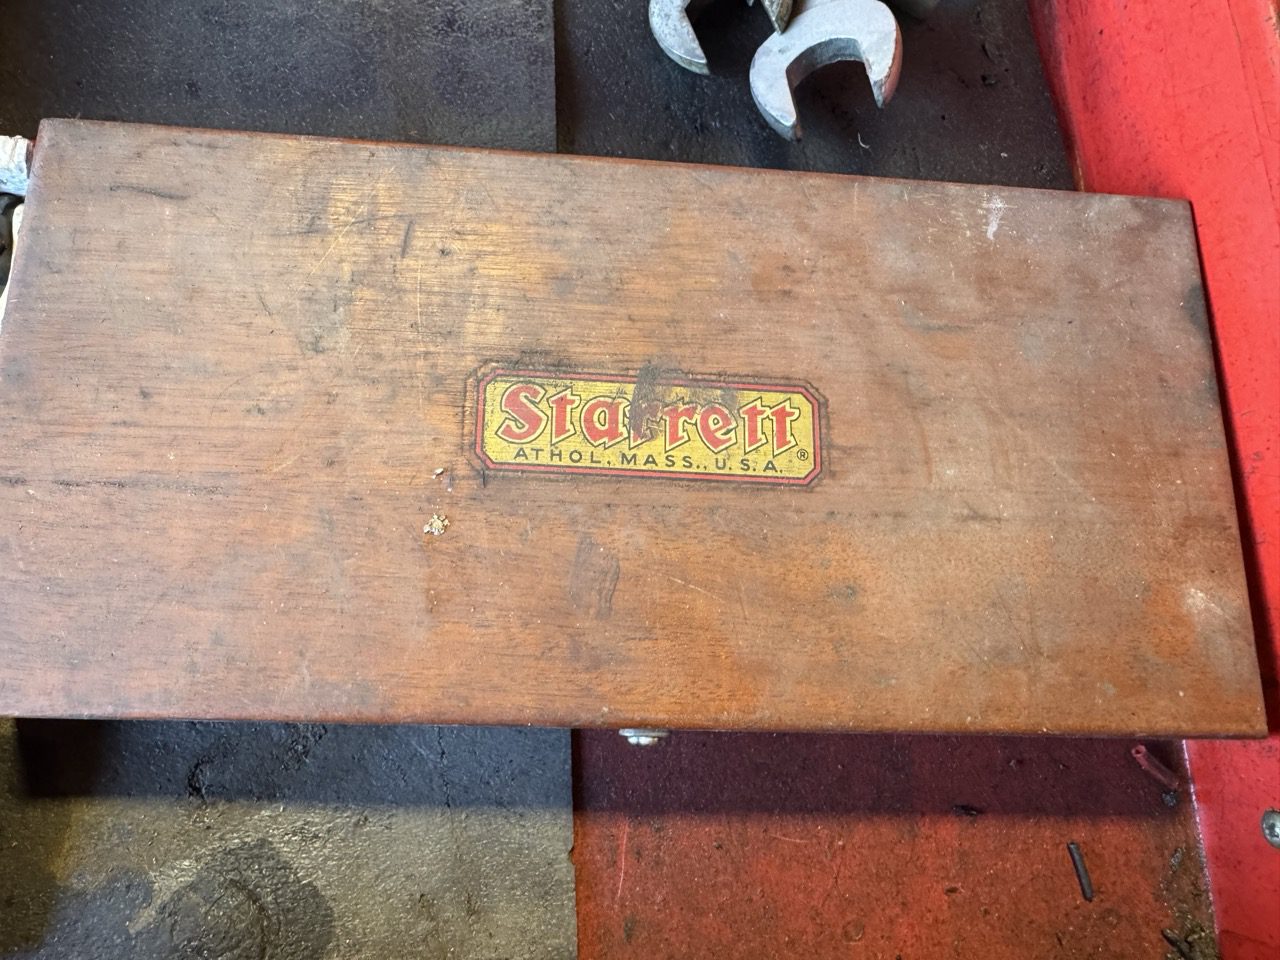 Starrett
ATHOL, MASS., U.S.A. ®